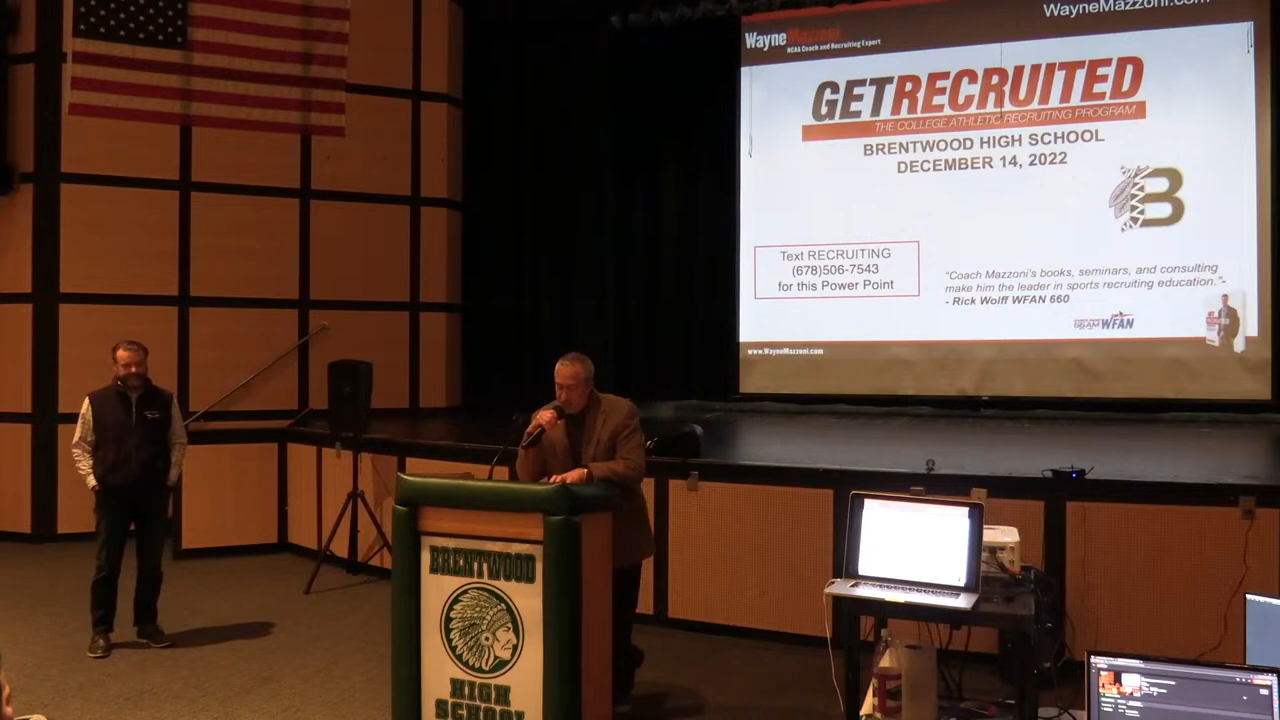 WayneMazzoni.com
WayneMazzoni
NCAA Coach and Recruiting Expert
GETRECRUITED
THE COLLEGE ATHLETIC RECRUITING PROGRAM
BRENTWOOD HIGH SCHOOL
DECEMBER 14, 2022
B
Text RECRUITING
(678)506-7543
for this Power Point
“Coach Mazzoni's books, seminars, and consulting
make him the leader in sports recruiting education.”-
- Rick Wolff WFAN 660
WFAN
www.WayneMazzoni.com
BRENTWOOD
HIGH
SCHOOL